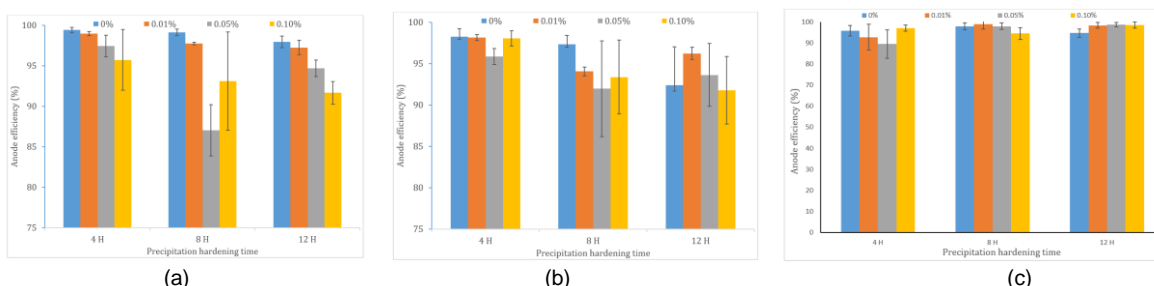 0% 0.01% 0.05% 0.10%
Anode efficiency (%)
100
95
90
85
80
75
4 H 8 H 12 H
Precipitation hardening time
(a)
0% 0.01% 0.05% 0.10%
Anode efficiency (%)
100
95
90
85
80
75
4 H 8 H 12 H
Precipitation hardening time
(b)
0% 0.01% 0.05% 0.10%
Anode efficiency (%)
100
90
80
70
60
50
40
30
20
10
0
4 H 8 H 12 H
Precipitation hardening time
(c)